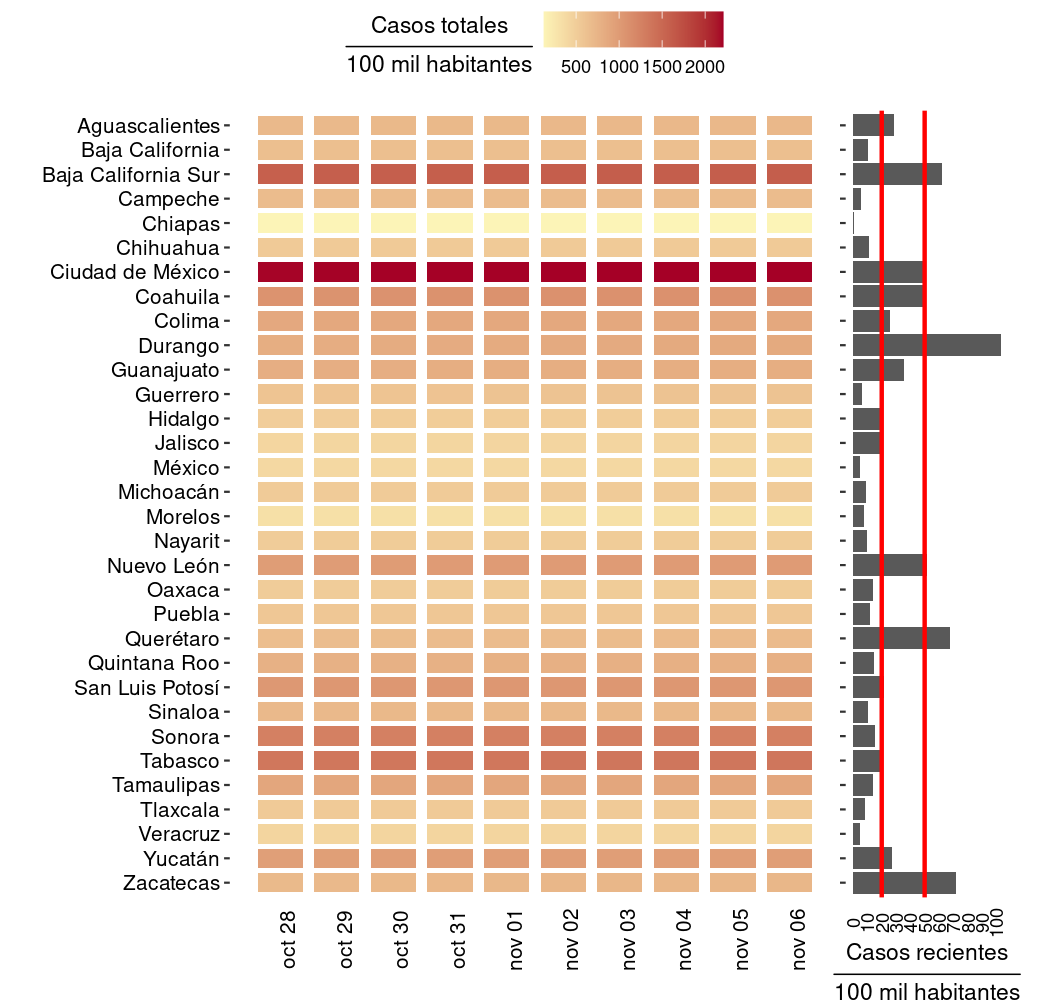 Casos totales
100 mil habitantes
500 1000 1500 2000
Aguascalientes
Baja California
Baja California Sur
Campeche
Chiapas
Chihuahua
Ciudad de México
Coahuila
Colima
Durango
Guanajuato
Guerrero
Hidalgo
Jalisco
México
Michoacán
Morelos
Nayarit
Nuevo León
Oaxaca
Puebla
Querétaro
Quintana Roo
San Luis Potosí
Sinaloa
Sonora
Tabasco
Tamaulipas
Tlaxcala
Veracruz
Yucatán
Zacatecas
oct 28
oct 29
oct 30
oct 31
nov 01
nov 02
nov 03
nov 04
nov 05
nov 06
0
10
20
30
40
50
60
70
80
90
100
Casos recientes
100 mil habitantes